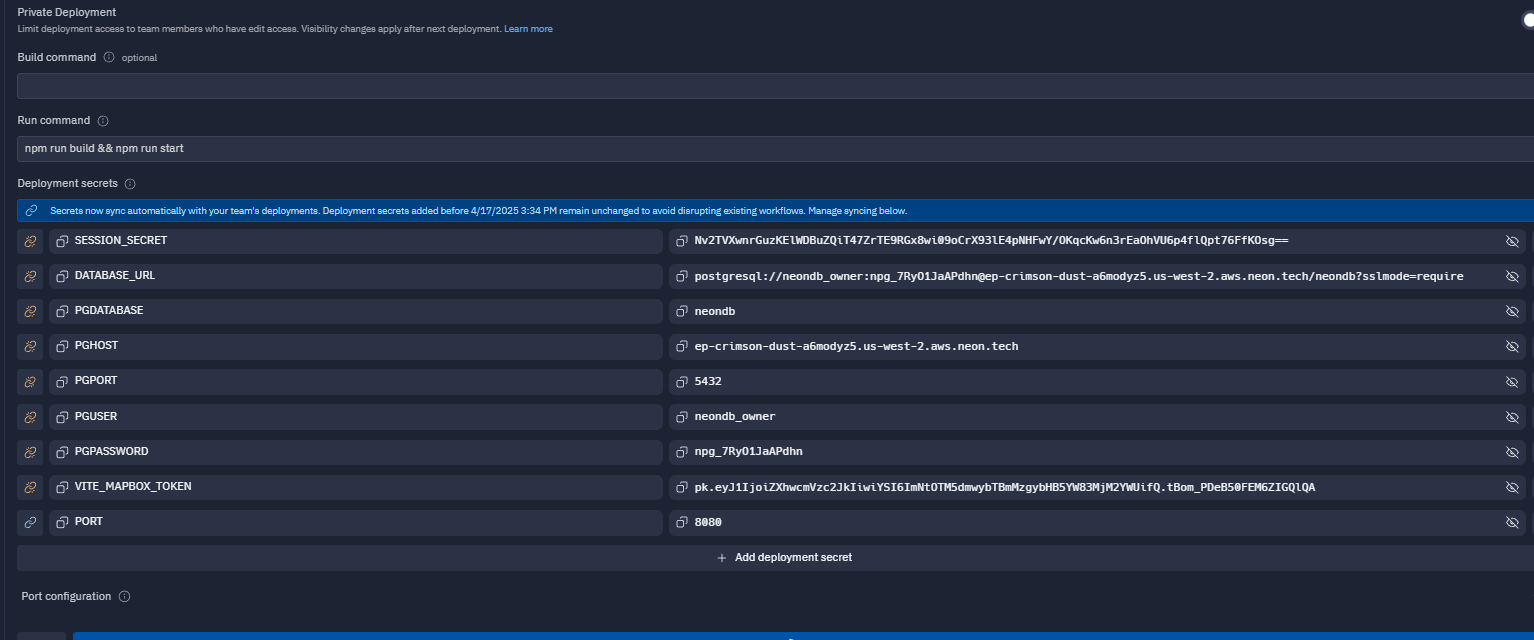 Private Deployment
Limit deployment access to team members who have edit access. Visibility changes apply after next deployment. Learn more
Build command optional
Run command
npm run build && npm run start
Deployment secrets
Secrets now sync automatically with your team's deployments. Deployment secrets added before 4/17/2025 3:34 PM remain unchanged to avoid disrupting existing workflows. Manage syncing below.
SESSION_SECRET Nv2TVXwnrGuzKElWDBuZQiT47ZrTE9RGx8wi09oCrX93lE4pNHFwY/OKqcKw6n3rEaOhVU6p4flQpt76FfKOsg==
DATABASE_URL postgresql://neondb_owner:npg_7RyO1JaAPdhn@ep-crimson-dust-a6modyz5.us-west-2.aws.neon.tech/neondb?sslmode=require
PGDATABASE neondb
PGHOST ep-crimson-dust-a6modyz5.us-west-2.aws.neon.tech
PGPORT 5432
PGUSER neondb_owner
PGPASSWORD npg_7RyO1JaAPdhn
VITE_MAPBOX_TOKEN pk.eyJ1IjoiZXhwcmVzc2JkIiwiYSI6ImNtOTM5dmwybTBmMzgybHB5YW83MjM2YWUifQ.tBom_PDeB50FEM6ZIGQlQA
PORT 8080
+ Add deployment secret
Port configuration